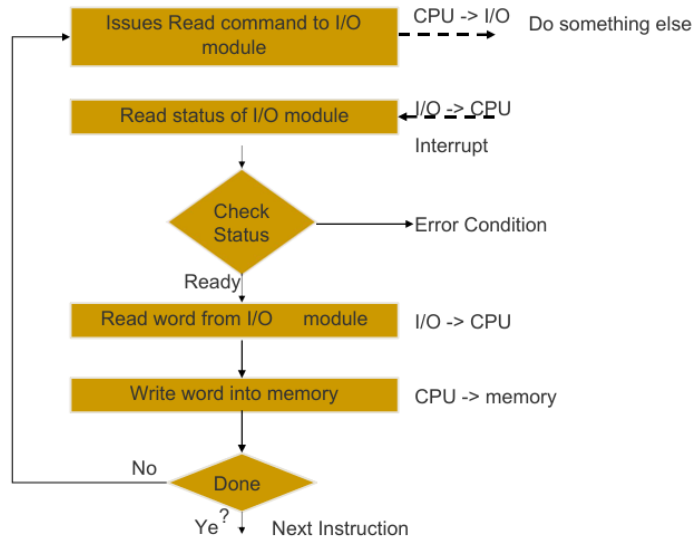 Issues Read command to I/O
module
CPU -> I/O
Do something else
Read status of I/O module
I/O -> CPU
Interrupt
Check
Status
Error Condition
Ready
Read word from I/O module
I/O -> CPU
Write word into memory
CPU -> memory
No
Done
?
Ye
Next Instruction